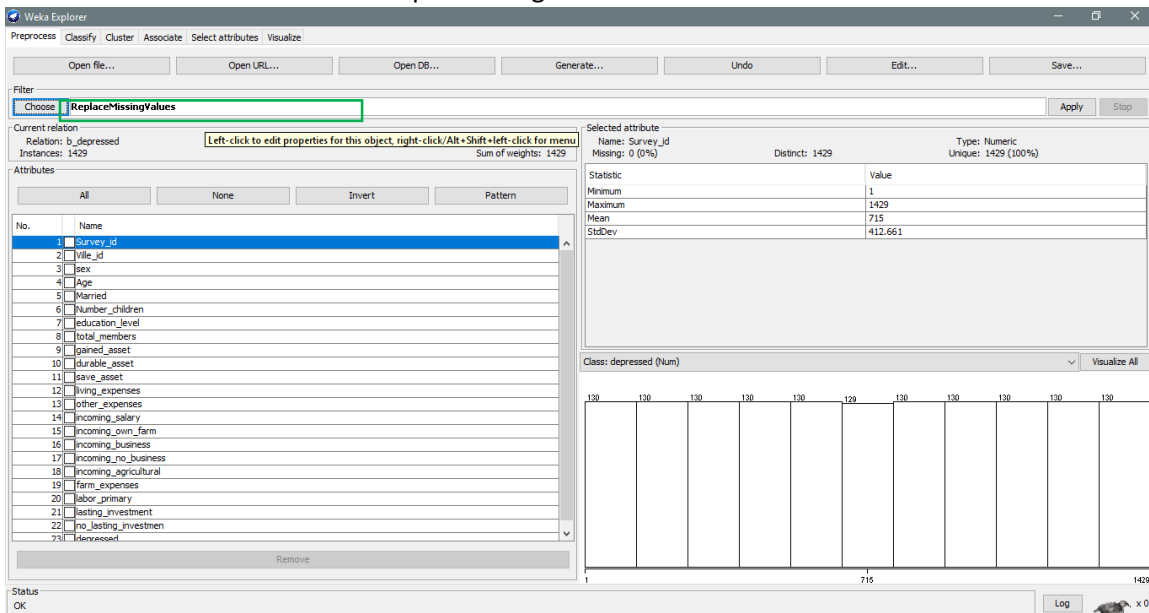 Weka Explorer
Preprocess Classify Cluster Associate Select attributes Visualize
Open file... Open URL... Open DB... Generate... Undo Edit... Save...
Filter
Choose ReplaceMissingValues Apply Stop
Current relation
Relation: b_depressed
Instances: 1429 Sum of weights: 1429
Left-click to edit properties for this object, right-click/Alt+Shift+left-click for menu
Attributes
All None Invert Pattern
No. Name
1 Survey_id
2 Ville_id
3 sex
4 Age
5 Married
6 Number_children
7 education_level
8 total_members
9 gained_asset
10 durable_asset
11 save_asset
12 living_expenses
13 other_expenses
14 incoming_salary
15 incoming_own_farm
16 incoming_business
17 incoming_no_business
18 incoming_agricultural
19 farm_expenses
20 labor_primary
21 lasting_investment
22 no_lasting_investmen
23 depressed
Remove
Selected attribute
Name: Survey_id Type: Numeric
Missing: 0 (0%) Distinct: 1429 Unique: 1429 (100%)
Statistic Value
Minimum 1
Maximum 1429
Mean 715
StdDev 412.661
Class: depressed (Num) Visualize All
130 130 130 130 130 129 130 130 130 130 130
1 715 1429
Status
OK Log x 0